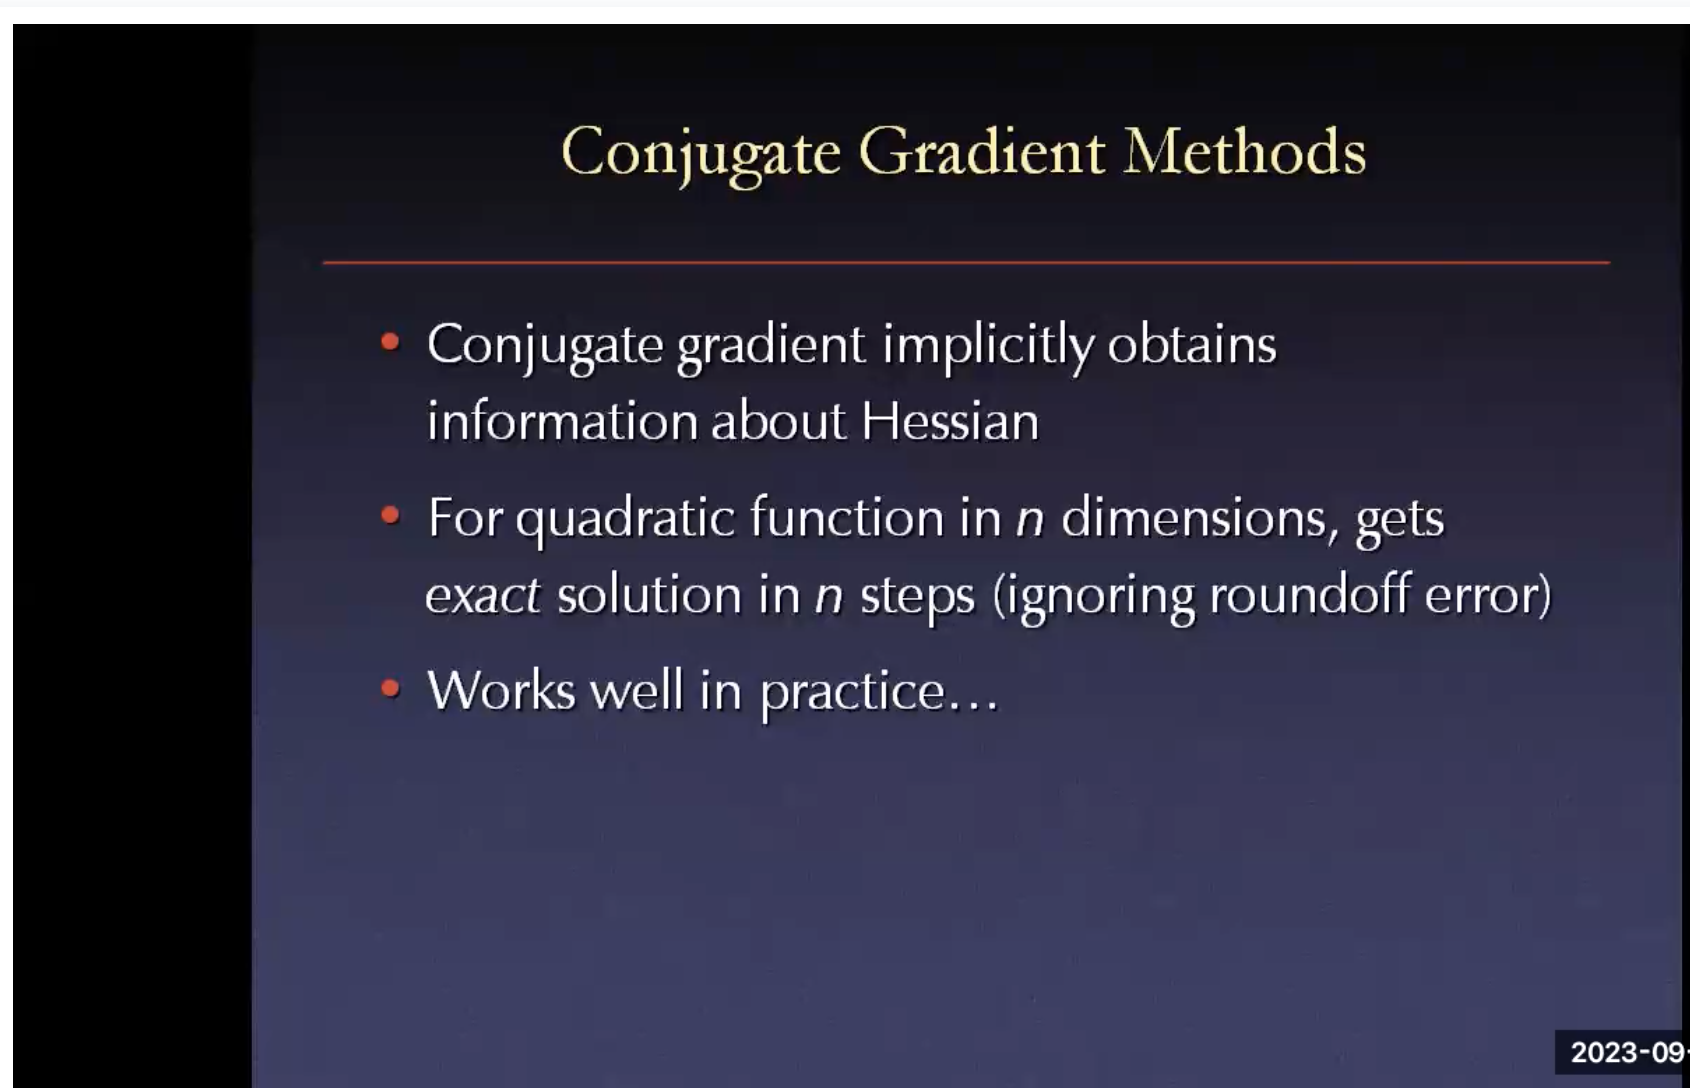 Conjugate Gradient Methods
• Conjugate gradient implicitly obtains
information about Hessian
• For quadratic function in n dimensions, gets
exact solution in n steps (ignoring roundoff error)
• Works well in practice…
2023-09-